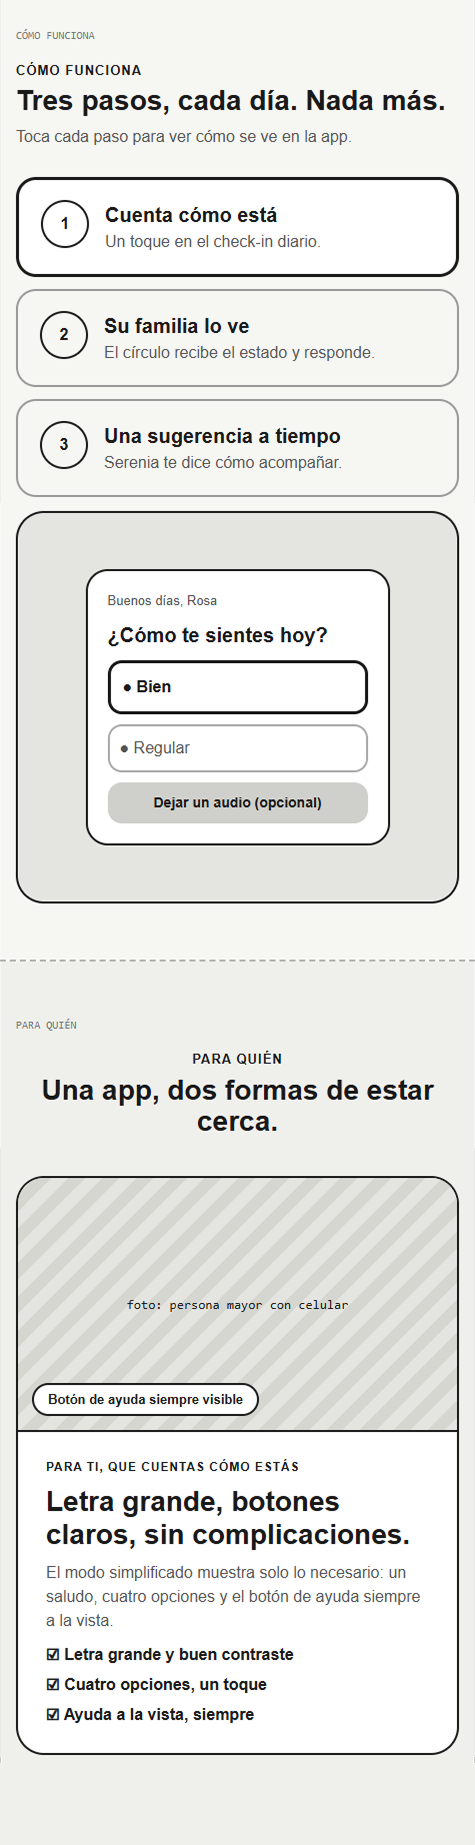 CÓMO FUNCIONA
CÓMO FUNCIONA
Tres pasos, cada día. Nada más.
Toca cada paso para ver cómo se ve en la app.
1
Cuenta cómo está
Un toque en el check-in diario.
2
Su familia lo ve
El círculo recibe el estado y responde.
3
Una sugerencia a tiempo
Serenia te dice cómo acompañar.
Buenos días, Rosa
¿Cómo te sientes hoy?
● Bien
● Regular
Dejar un audio (opcional)
PARA QUIÉN
PARA QUIÉN
Una app, dos formas de estar
cerca.
foto: persona mayor con celular
Botón de ayuda siempre visible
PARA TI, QUE CUENTAS CÓMO ESTÁS
Letra grande, botones
claros, sin complicaciones.
El modo simplificado muestra solo lo necesario: un
saludo, cuatro opciones y el botón de ayuda siempre
a la vista.
☑ Letra grande y buen contraste
☑ Cuatro opciones, un toque
☑ Ayuda a la vista, siempre